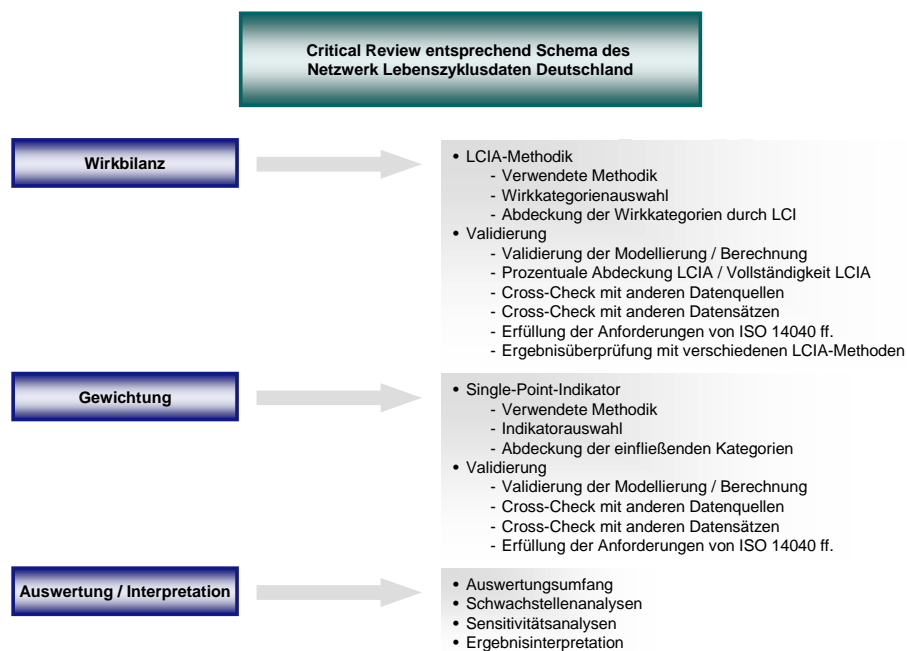 Critical Review entsprechend Schema des
Netzwerk Lebenszyklusdaten Deutschland
Wirkbilanz
• LCIA-Methodik
- Verwendete Methodik
- Wirkkategorienauswahl
- Abdeckung der Wirkkategorien durch LCI
• Validierung
- Validierung der Modellierung / Berechnung
- Prozentuale Abdeckung LCIA / Vollständigkeit LCIA
- Cross-Check mit anderen Datenquellen
- Cross-Check mit anderen Datensätzen
- Erfüllung der Anforderungen von ISO 14040 ff.
- Ergebnisüberprüfung mit verschiedenen LCIA-Methoden
Gewichtung
• Single-Point-Indikator
- Verwendete Methodik
- Indikatorauswahl
- Abdeckung der einfließenden Kategorien
• Validierung
- Validierung der Modellierung / Berechnung
- Cross-Check mit anderen Datenquellen
- Cross-Check mit anderen Datensätzen
- Erfüllung der Anforderungen von ISO 14040 ff.
Auswertung / Interpretation
• Auswertungsumfang
• Schwachstellenanalysen
• Sensitivitätsanalysen
• Ergebnisinterpretation